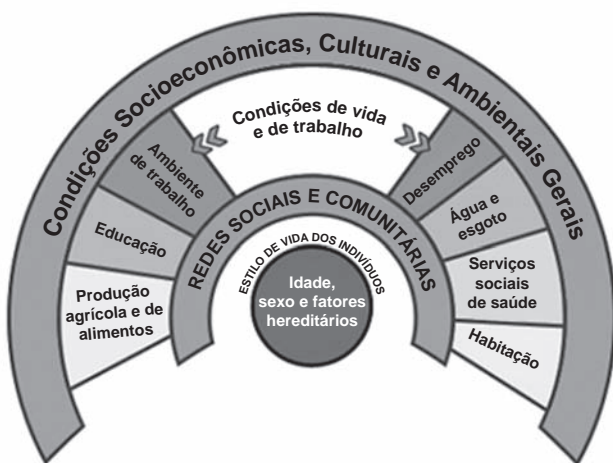 Condições Socioeconômicas, Culturais e Ambientais Gerais
Condições de vida
e de trabalho
Ambiente
de trabalho
Educação
Produção
agrícola e de
alimentos
Desemprego
Água e
esgoto
Serviços
sociais
de saúde
Habitação
REDES SOCIAIS E COMUNITÁRIAS
ESTILO DE VIDA DOS INDIVÍDUOS
Idade,
sexo e fatores
hereditários